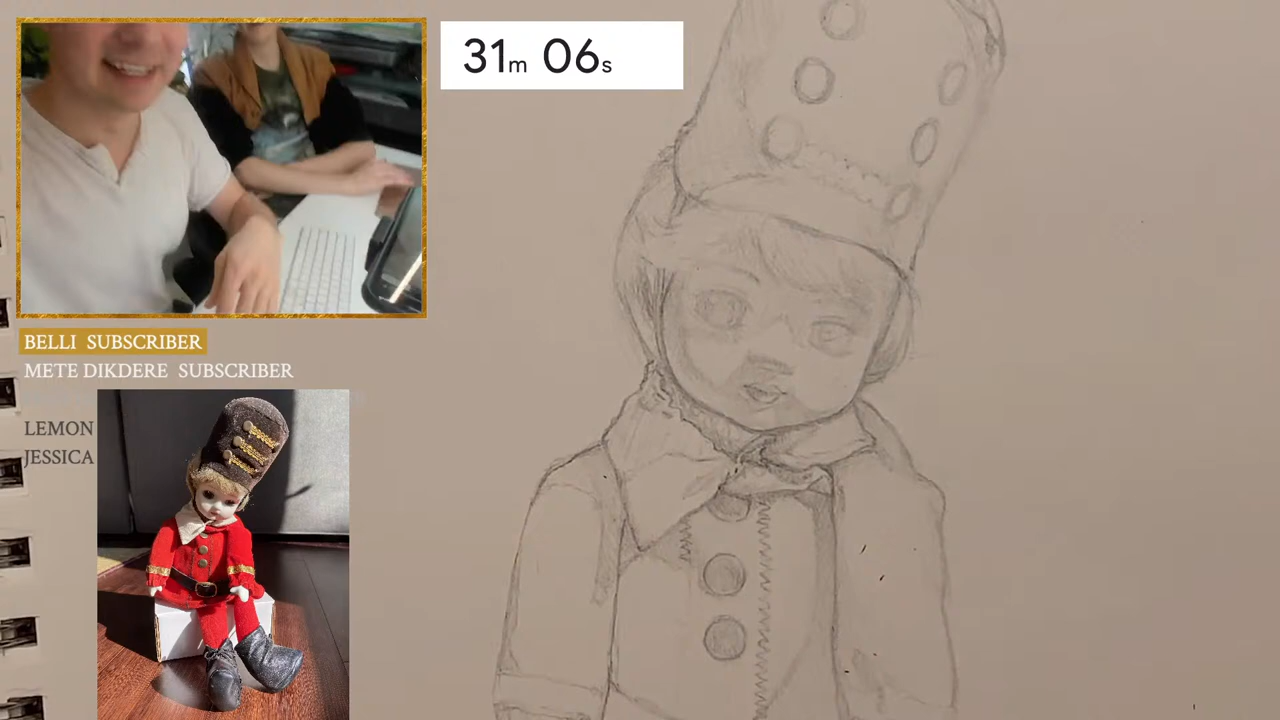 31m 06s
BELLI SUBSCRIBER
METE DIKDERE SUBSCRIBER
LEMON
JESSICA